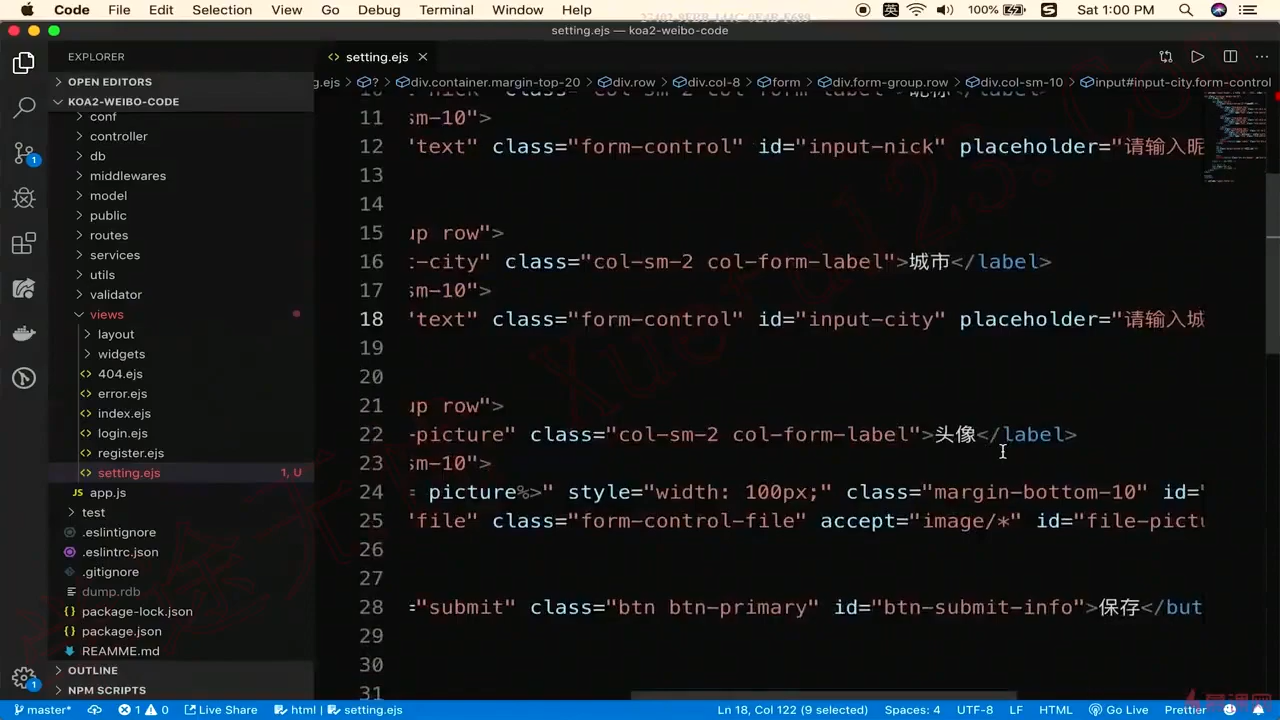 Code File Edit Selection View Go Debug Terminal Window Help 英 100% Sat 1:00 PM
setting.ejs — koa2-weibo-code
EXPLORER
setting.ejs
OPEN EDITORS
g.ejs ? div.container.margin-top-20 div.row div.col-8 form div.form-group.row div.col-sm-10 input#input-city.form-control
KOA2-WEIBO-CODE
conf
controller
db
middlewares
model
public
routes
services
utils
validator
views
layout
widgets
404.ejs
error.ejs
index.ejs
login.ejs
register.ejs
setting.ejs 1, U
app.js
test
.eslintignore
.eslintrc.json
.gitignore
dump.rdb
package-lock.json
package.json
REAMME.md
OUTLINE
NPM SCRIPTS
11 sm-10">
12 "text" class="form-control" id="input-nick" placeholder="请输入昵
13
14
15 up row">
16 t-city" class="col-sm-2 col-form-label">城市</label>
17 sm-10">
18 "text" class="form-control" id="input-city" placeholder="请输入城
19
20
21 up row">
22 -picture" class="col-sm-2 col-form-label">头像</label>
23 sm-10">
24 = picture%>" style="width: 100px;" class="margin-bottom-10" id="
25 "file" class="form-control-file" accept="image/*" id="file-pictu
26
27
28 ="submit" class="btn btn-primary" id="btn-submit-info">保存</but
29
30
31
master* 1 0 Live Share html setting.ejs Ln 18, Col 122 (9 selected) Spaces: 4 UTF-8 LF HTML Go Live Prettier